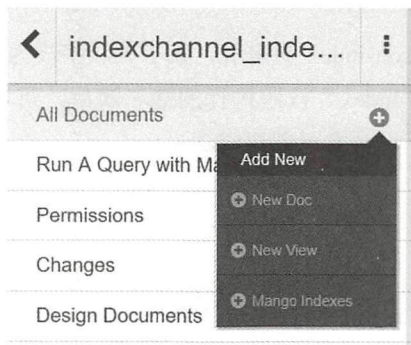 indexchannel_inde...
All Documents
Add New
Run A Query with Ma
New Doc
Permissions
New View
Changes
Mango Indexes
Design Documents